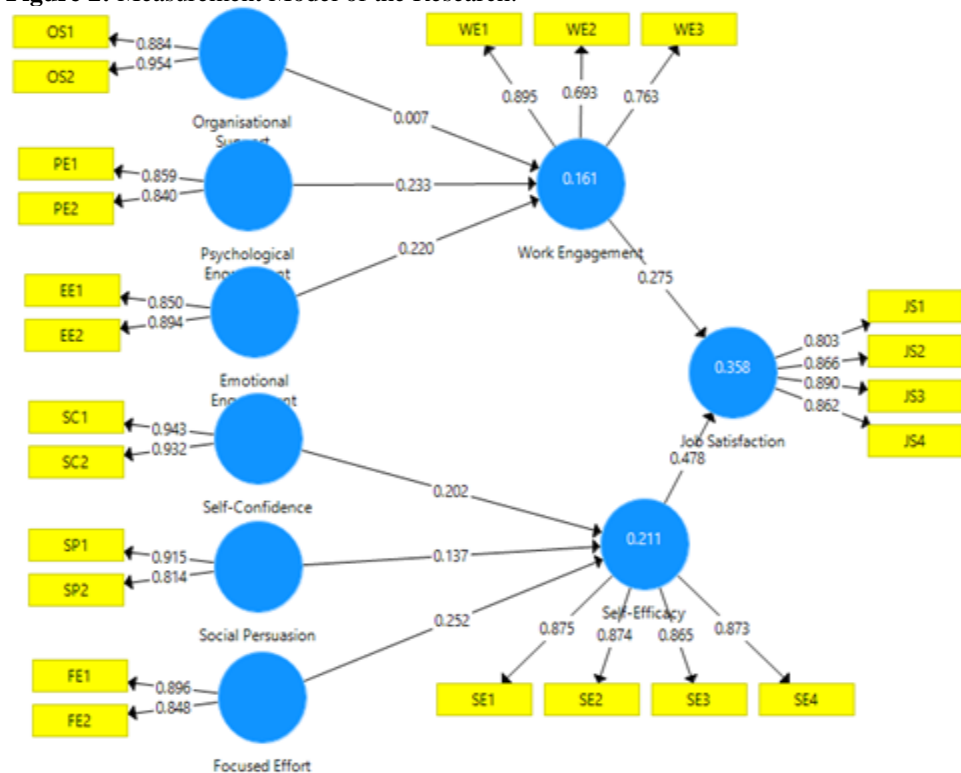 Figure 2. Measurement Model of the Research.
OS1
0.884
OS2
0.954
Organisational
Support
0.007
PE1
0.859
PE2
0.840
Psychological
0.233
EE1
0.850
EE2
0.894
Emotional
0.220
SC1
0.943
SC2
0.932
Self-Confidence
0.202
SP1
0.915
SP2
0.814
Social Persuasion
0.137
FE1
0.896
FE2
0.848
Focused Effort
0.252
WE1
WE2
WE3
0.895
0.693
0.763
0.161
Work Engagement
0.275
0.358
Job Satisfaction
0.478
JS1
0.803
JS2
0.866
JS3
0.890
JS4
0.862
0.211
Self-Efficacy
0.875
0.874
0.865
0.873
SE1
SE2
SE3
SE4